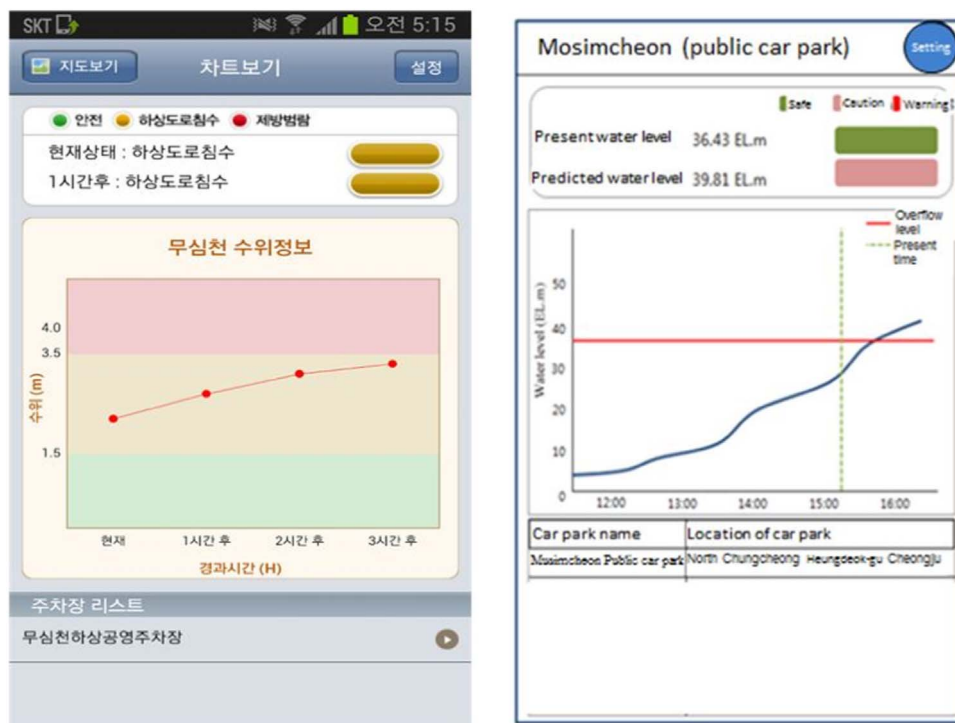 SKT 오전 5:15
지도보기 차트보기 설정
안전 하상도로침수 제방범람
현재상태 : 하상도로침수
1시간후 : 하상도로침수
무심천 수위정보
수위 (m)
4.0
3.5
1.5
현재 1시간 후 2시간 후 3시간 후
경과시간 (H)
주차장 리스트
무심천하상공영주차장
Mosimcheon (public car park) Setting
Safe Caution Warning
Present water level 36.43 EL.m
Predicted water level 39.81 EL.m
Overflow
level
Present
time
Water level (EL.m)
50
40
30
20
10
0
12:00 13:00 14:00 15:00 16:00
Car park name Location of car park
Musimcheon Public car park North Chungcheong Heungdeok-gu Cheongju